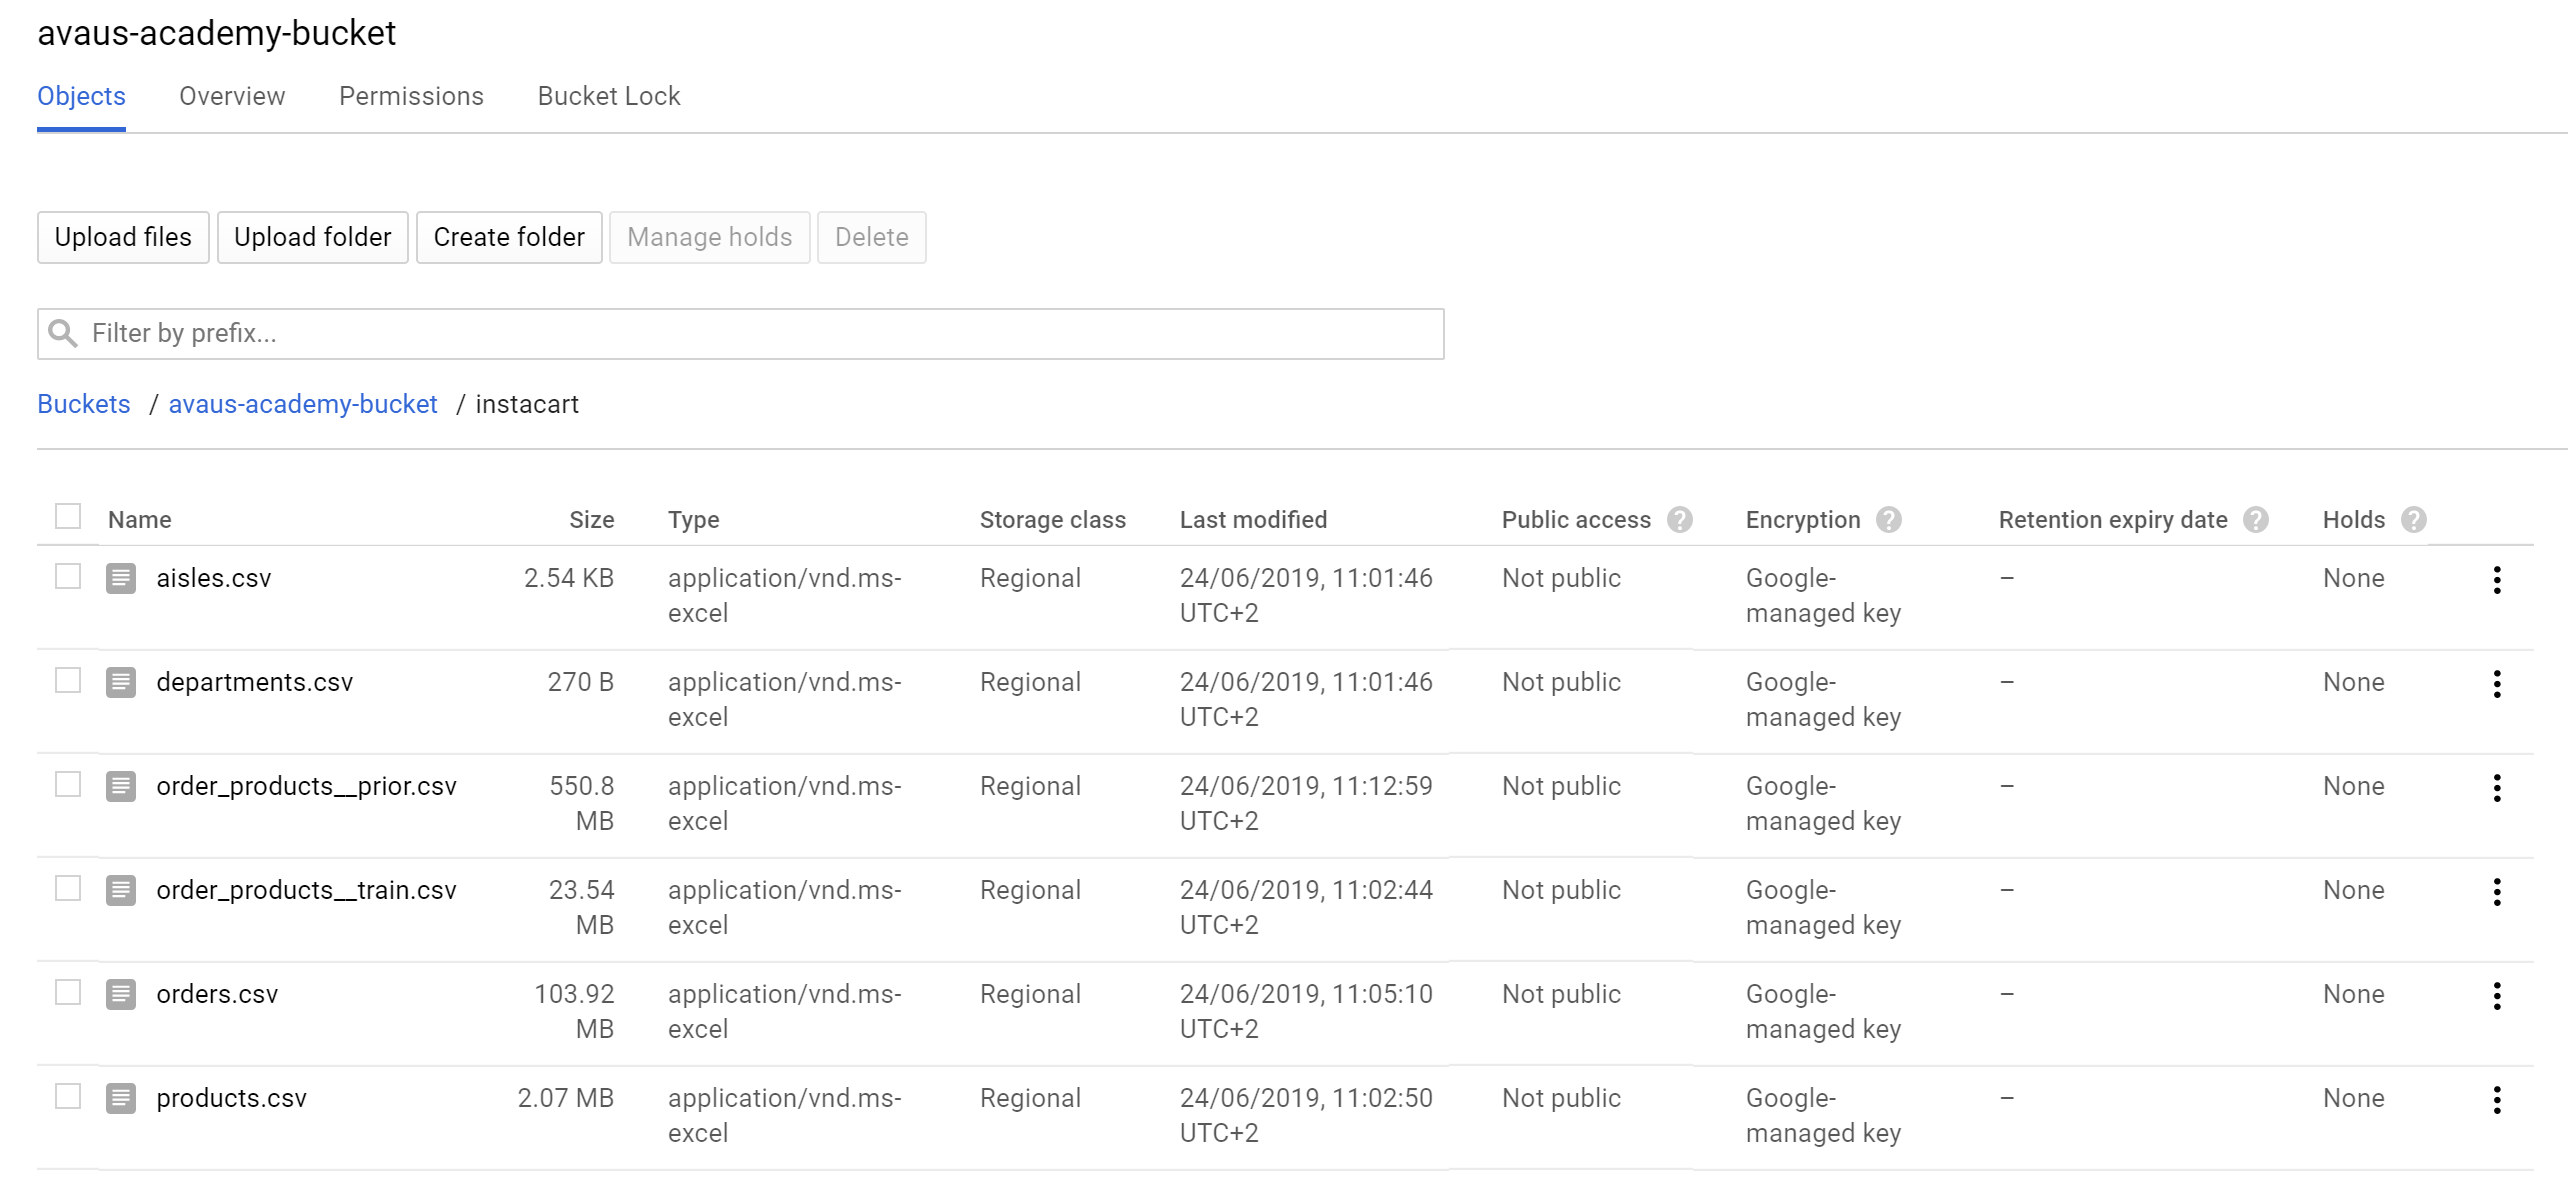 avaus-academy-bucket
Objects Overview Permissions Bucket Lock
Upload files Upload folder Create folder Manage holds Delete
Filter by prefix...
Buckets / avaus-academy-bucket / instacart
Name Size Type Storage class Last modified Public access ? Encryption ? Retention expiry date ? Holds ?
aisles.csv 2.54 KB application/vnd.ms- Regional 24/06/2019, 11:01:46 Not public Google- – None
excel UTC+2 managed key
departments.csv 270 B application/vnd.ms- Regional 24/06/2019, 11:01:46 Not public Google- – None
excel UTC+2 managed key
order_products__prior.csv 550.8 application/vnd.ms- Regional 24/06/2019, 11:12:59 Not public Google- – None
MB excel UTC+2 managed key
order_products__train.csv 23.54 application/vnd.ms- Regional 24/06/2019, 11:02:44 Not public Google- – None
MB excel UTC+2 managed key
orders.csv 103.92 application/vnd.ms- Regional 24/06/2019, 11:05:10 Not public Google- – None
MB excel UTC+2 managed key
products.csv 2.07 MB application/vnd.ms- Regional 24/06/2019, 11:02:50 Not public Google- – None
excel UTC+2 managed key